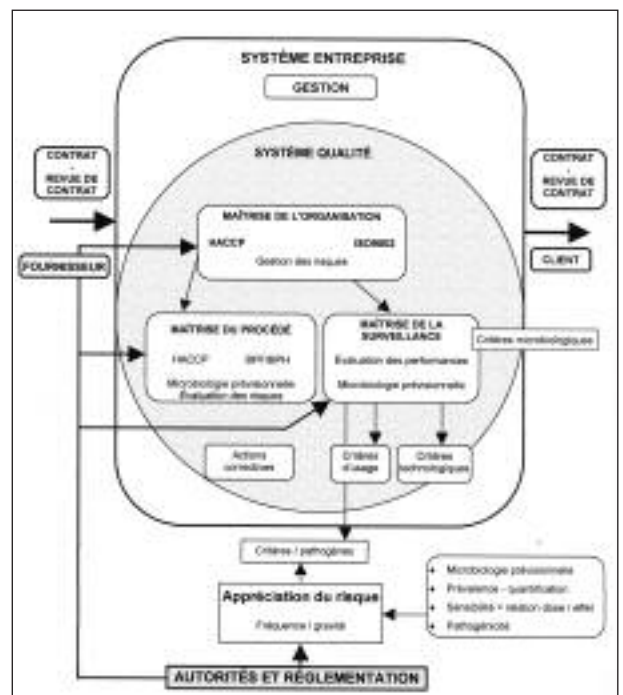 SYSTÈME ENTREPRISE
GESTION
SYSTÈME QUALITÉ
CONTRAT
-
REVUE DE
CONTRAT
CONTRAT
-
REVUE DE
CONTRAT
MAÎTRISE DE L'ORGANISATION
HACCP
Gestion des risques
FOURNISSEUR
CLIENT
MAÎTRISE DU PROCÉDÉ
HACCP BPF/BPH
Microbiologie prévisionnelle
Évaluation des risques
MAÎTRISE DE LA
SURVEILLANCE
Évaluation des performances
Microbiologie prévisionnelle
Critères microbiologiques
Actions
correctives
Critères
d'usage
Critères
technologiques
Critères / pathogènes
Appréciation du risque
Fréquence / gravité
+ Microbiologie prévisionnelle
+ Prévalence - quantification
+ Sensibilité = relation dose / effet
+ Pathogénicité
AUTORITÉS ET RÉGLEMENTATION